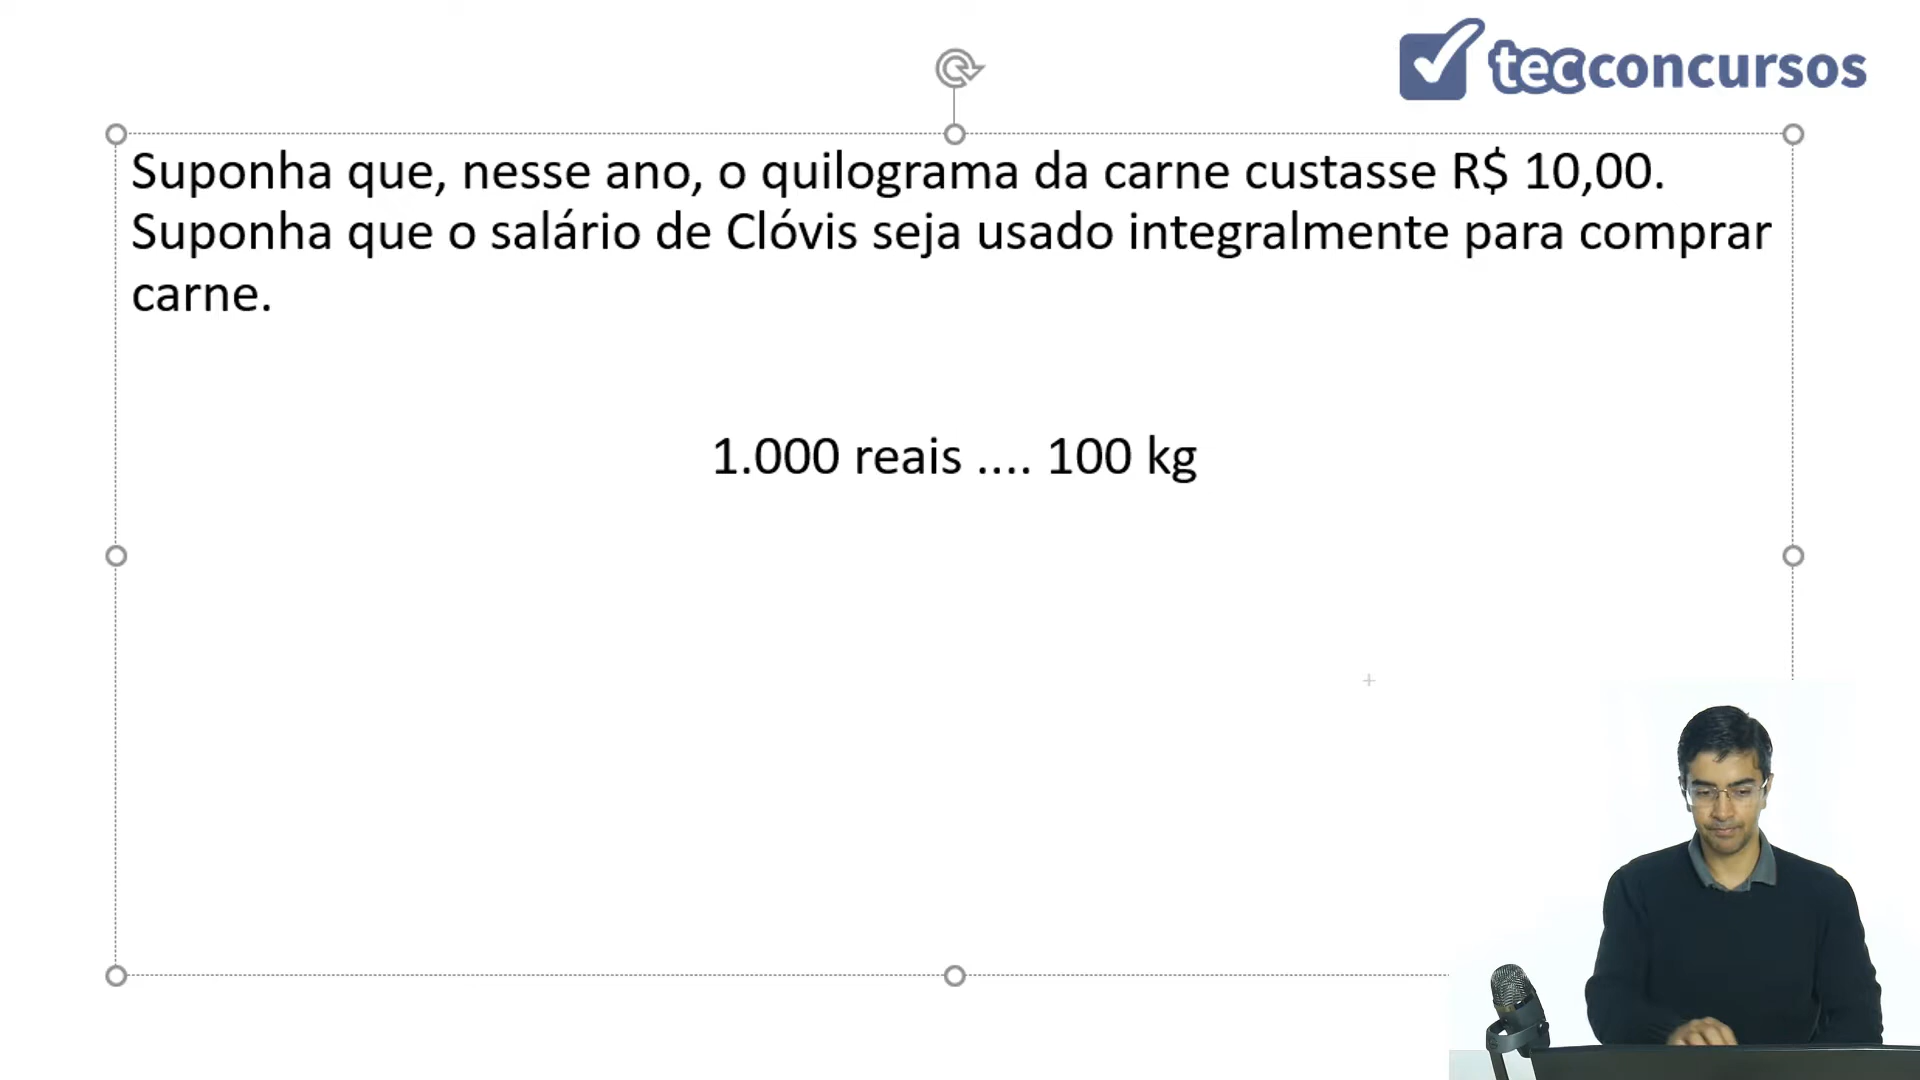 tecconcursos
Suponha que, nesse ano, o quilograma da carne custasse R$ 10,00.
Suponha que o salário de Clóvis seja usado integralmente para comprar
carne.
1.000 reais .... 100 kg